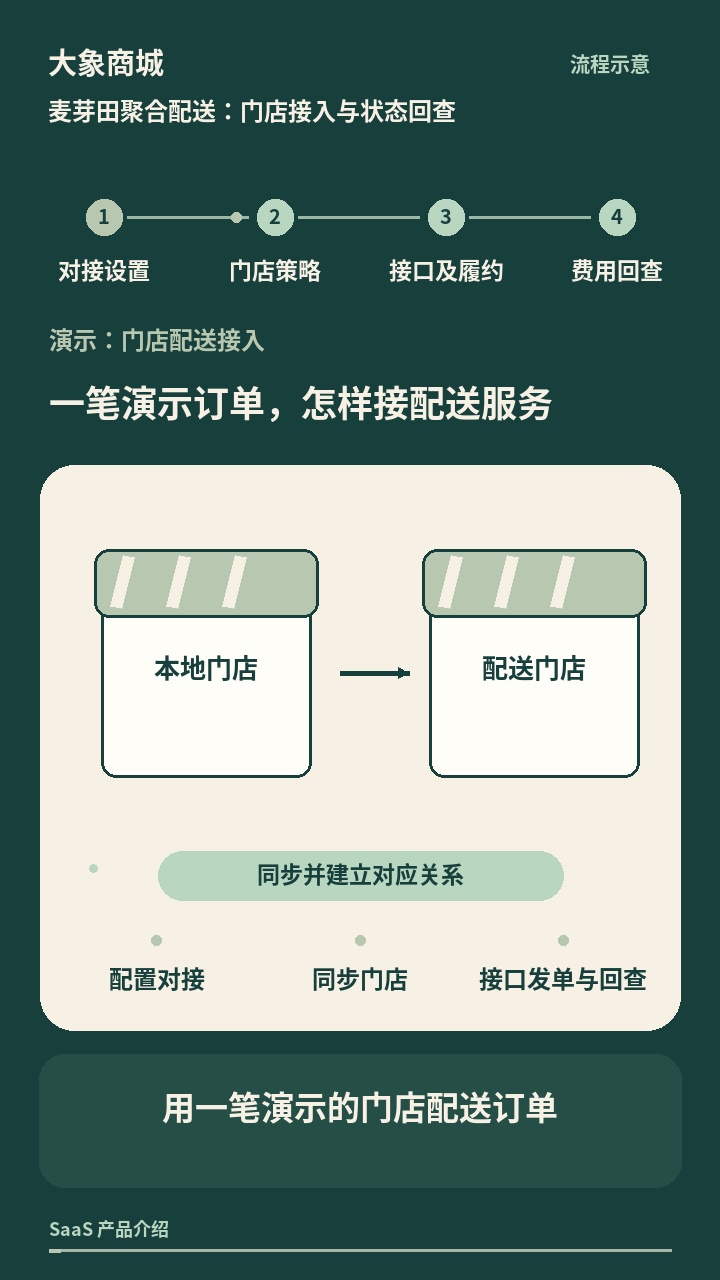 大象商城
流程示意
麦芽田聚合配送：门店接入与状态回查
1
2
3
4
对接设置
门店策略
接口及履约
费用回查
演示：门店配送接入
一笔演示订单，怎样接配送服务
本地门店
配送门店
同步并建立对应关系
配置对接
同步门店
接口发单与回查
用一笔演示的门店配送订单
SaaS 产品介绍